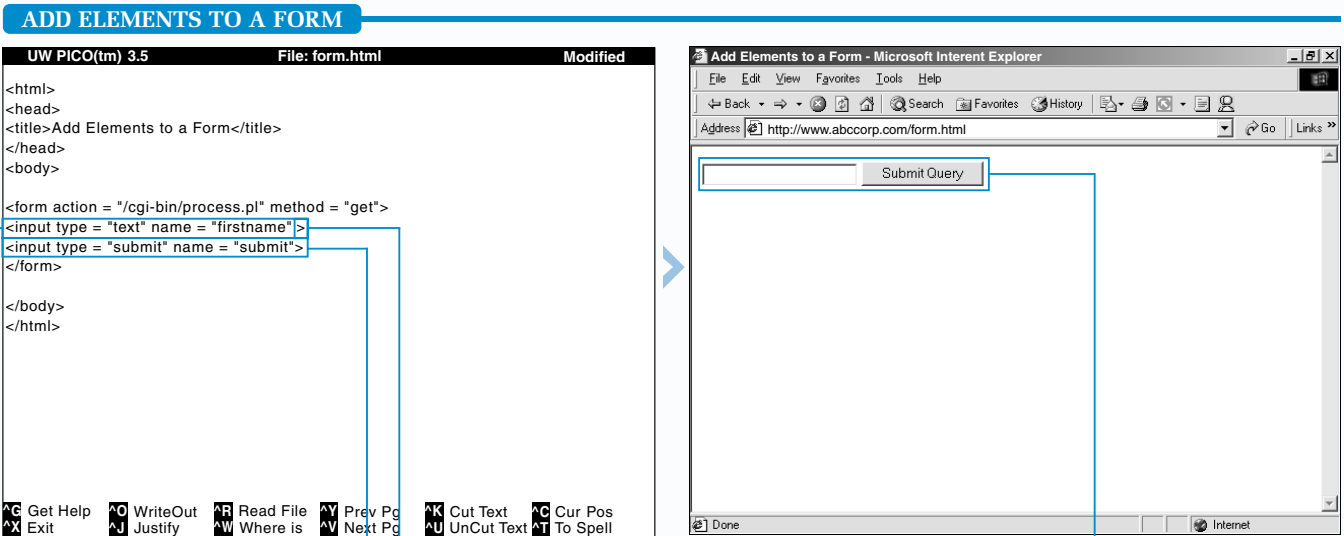 ADD ELEMENTS TO A FORM
UW PICO(tm) 3.5 File: form.html Modified
<html>
<head>
<title>Add Elements to a Form</title>
</head>
<body>
<form action = "/cgi-bin/process.pl" method = "get">
<input type = "text" name = "firstname" >
<input type = "submit" name = "submit">
</form>
</body>
</html>
^G Get Help ^O WriteOut ^R Read File ^Y Prev Pg ^K Cut Text ^C Cur Pos
^X Exit ^J Justify ^W Where is ^V Next Pg ^U UnCut Text ^T To Spell
Add Elements to a Form - Microsoft Interent Explorer
File Edit View Favorites Tools Help
Back Search Favorites History
Address http://www.abccorp.com/form.html Go Links »
Submit Query
Done Internet